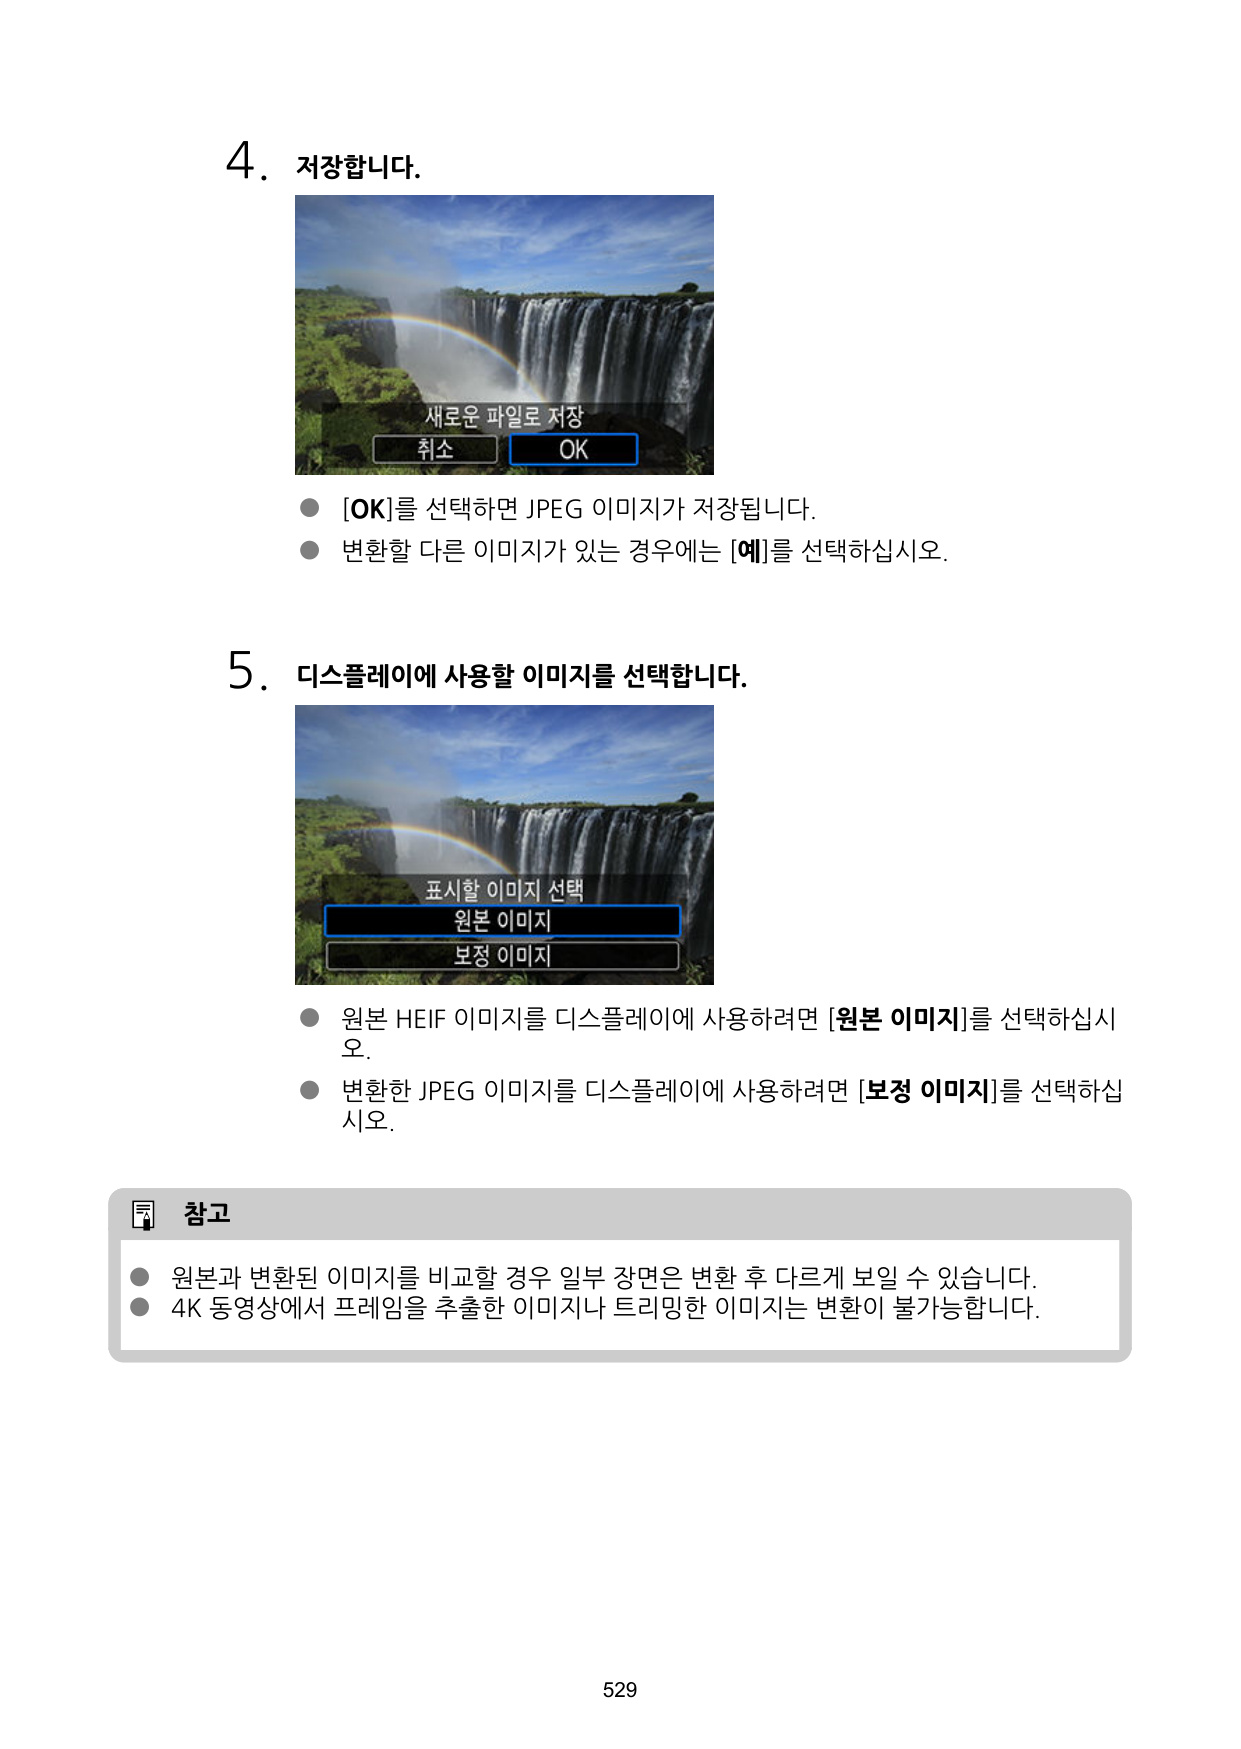 4. 저장합니다.
새로운 파일로 저장
취소 OK
● [OK]를 선택하면 JPEG 이미지가 저장됩니다.
● 변환할 다른 이미지가 있는 경우에는 [예]를 선택하십시오.
5. 디스플레이에 사용할 이미지를 선택합니다.
표시할 이미지 선택
원본 이미지
보정 이미지
● 원본 HEIF 이미지를 디스플레이에 사용하려면 [원본 이미지]를 선택하십시
오.
● 변환한 JPEG 이미지를 디스플레이에 사용하려면 [보정 이미지]를 선택하십
시오.
참고
● 원본과 변환된 이미지를 비교할 경우 일부 장면은 변환 후 다르게 보일 수 있습니다.
● 4K 동영상에서 프레임을 추출한 이미지나 트리밍한 이미지는 변환이 불가능합니다.
529